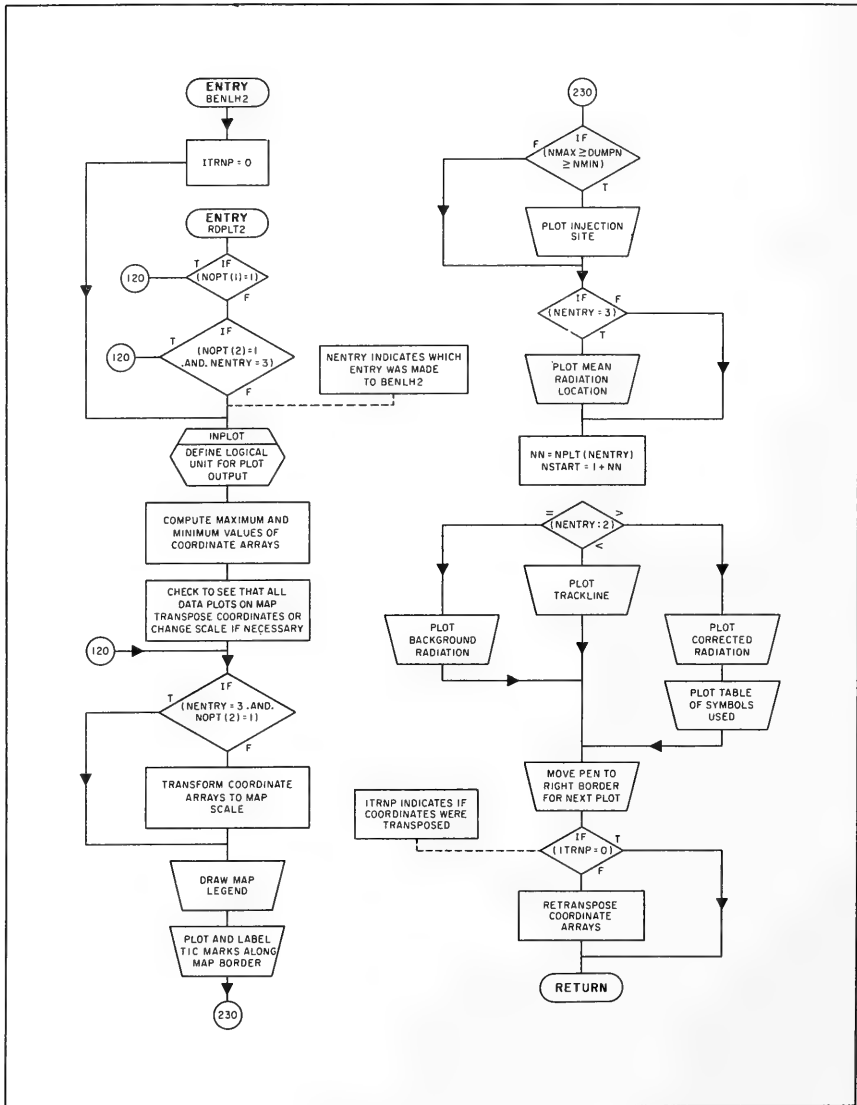 ENTRY
BENLH2
ITRNP = 0
ENTRY
RDPLT2
T IF
120
(NOPT (1) = 1)
F
T IF
120
(NOPT (2) = 1
.AND. NENTRY = 3)
F
NENTRY INDICATES WHICH
ENTRY WAS MADE
TO BENLH2
INPLOT
DEFINE LOGICAL
UNIT FOR PLOT
OUTPUT
COMPUTE MAXIMUM AND
MINIMUM VALUES OF
COORDINATE ARRAYS
CHECK TO SEE THAT ALL
DATA PLOTS ON MAP
TRANSPOSE COORDINATES OR
CHANGE SCALE IF NECESSARY
120
T IF
(NENTRY = 3 .AND.
NOPT (2) = 1)
F
TRANSFORM COORDINATE
ARRAYS TO MAP
SCALE
DRAW MAP
LEGEND
PLOT AND LABEL
TIC MARKS ALONG
MAP BORDER
230
230
F IF
(NMAX ≥ DUMPN
≥ NMIN)
T
PLOT INJECTION
SITE
IF F
(NENTRY = 3)
T
PLOT MEAN
RADIATION
LOCATION
NN = NPLT (NENTRY)
NSTART = 1 + NN
= >
(NENTRY : 2)
<
PLOT
TRACKLINE
PLOT
BACKGROUND
RADIATION
PLOT
CORRECTED
RADIATION
PLOT TABLE
OF SYMBOLS
USED
MOVE PEN TO
RIGHT BORDER
FOR NEXT PLOT
ITRNP INDICATES IF
COORDINATES WERE
TRANSPOSED
IF T
(ITRNP = 0)
F
RETRANSPOSE
COORDINATE
ARRAYS
RETURN